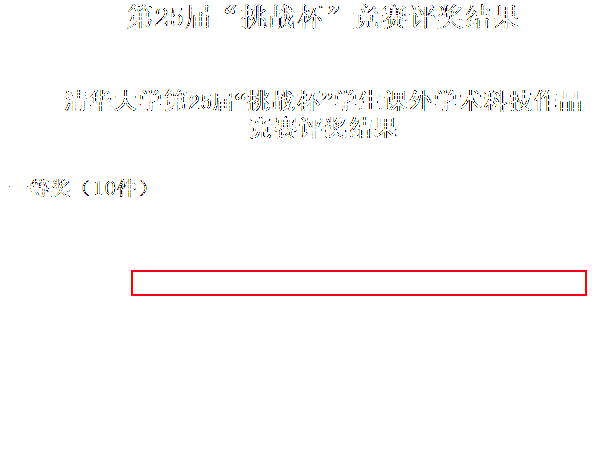 第25届“挑战杯”竞赛评奖结果
清华大学第25届“挑战杯”学生课外学术科技作品
竞赛评奖结果
一等奖（10件）